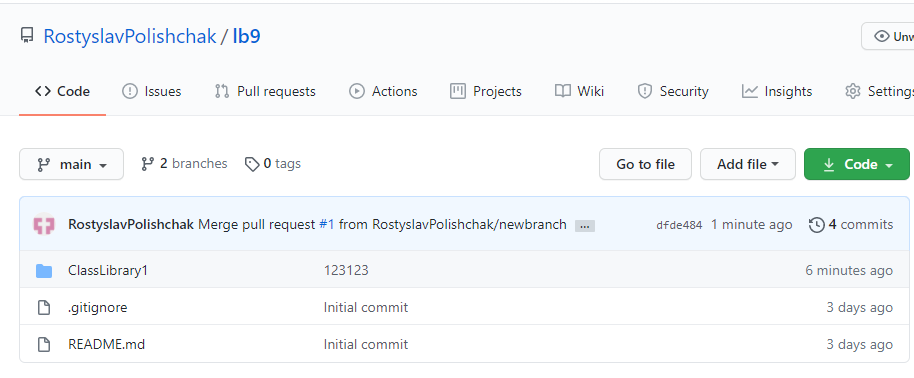 RostyslavPolishchak / lb9
Unw
Code Issues Pull requests Actions Projects Wiki Security Insights Settings
main 2 branches 0 tags Go to file Add file Code
RostyslavPolishchak Merge pull request #1 from RostyslavPolishchak/newbranch ... dfde484 1 minute ago 4 commits
ClassLibrary1 123123 6 minutes ago
.gitignore Initial commit 3 days ago
README.md Initial commit 3 days ago